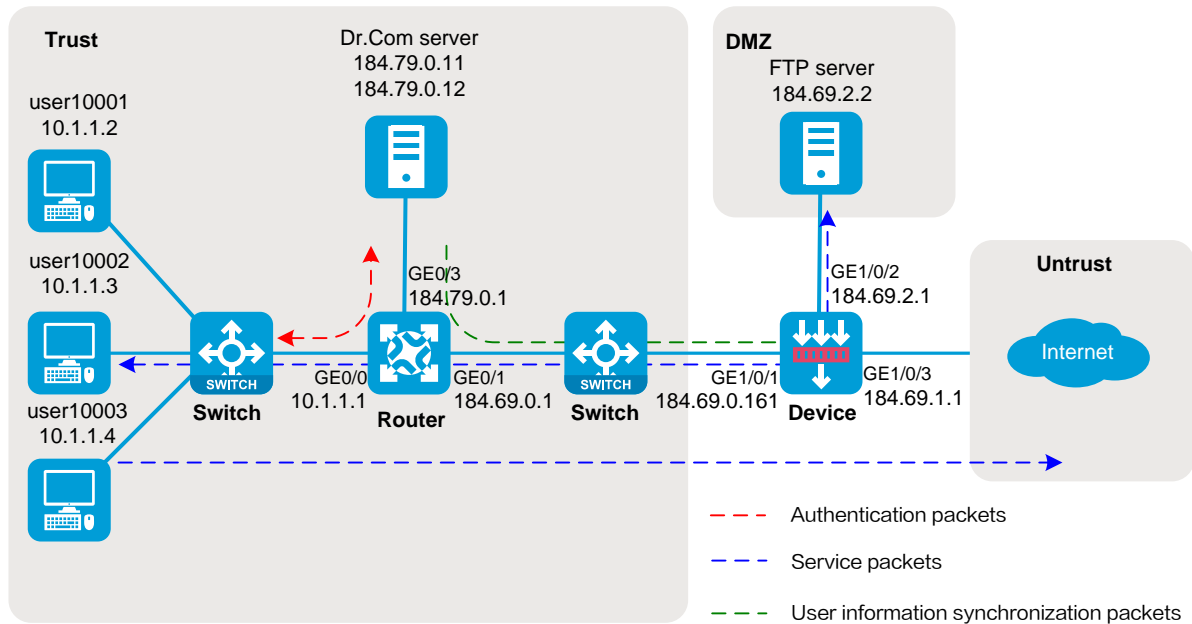 Trust
Dr.Com server
184.79.0.11
184.79.0.12
DMZ
FTP server
184.69.2.2
user10001
10.1.1.2
user10002
10.1.1.3
user10003
10.1.1.4
GE0/3
184.79.0.1
GE1/0/2
184.69.2.1
Untrust
Internet
SWITCH
Switch
GE0/0
10.1.1.1
Router
GE0/1
184.69.0.1
SWITCH
Switch
GE1/0/1
184.69.0.161
Device
GE1/0/3
184.69.1.1
Authentication packets
Service packets
User information synchronization packets